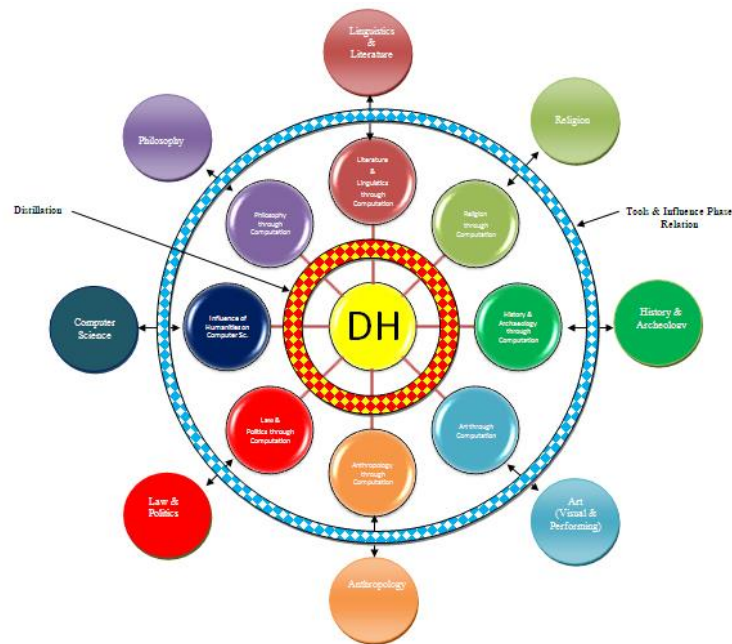 Linguistics
&
Literature
Philosophy
Religion
Literature
&
Linguistics
through
Computation
Philosophy
through
Computation
Religion
through
Computation
Distillation
Tools & Influence Phase
Relation
Computer
Science
Influence of
Humanities on
Computer Sc.
DH
History &
Archaeology
through
Computation
History &
Archeology
Law &
Politics through
Computation
Art through
Computation
Anthropology
through
Computation
Law &
Politics
Art
(Visual &
Performing)
Anthropology